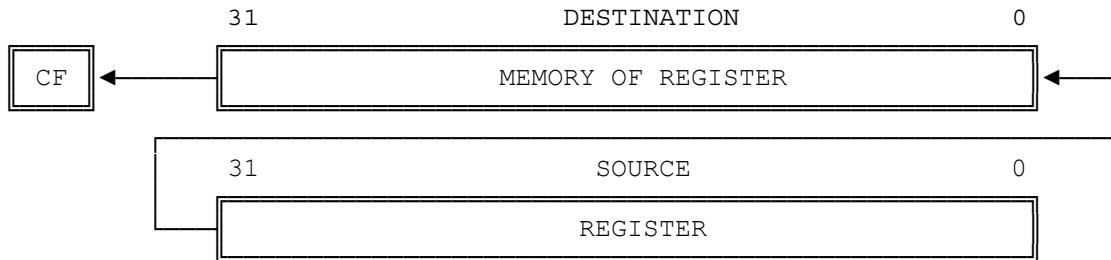 31 DESTINATION 0
CF MEMORY OF REGISTER
31 SOURCE 0
REGISTER